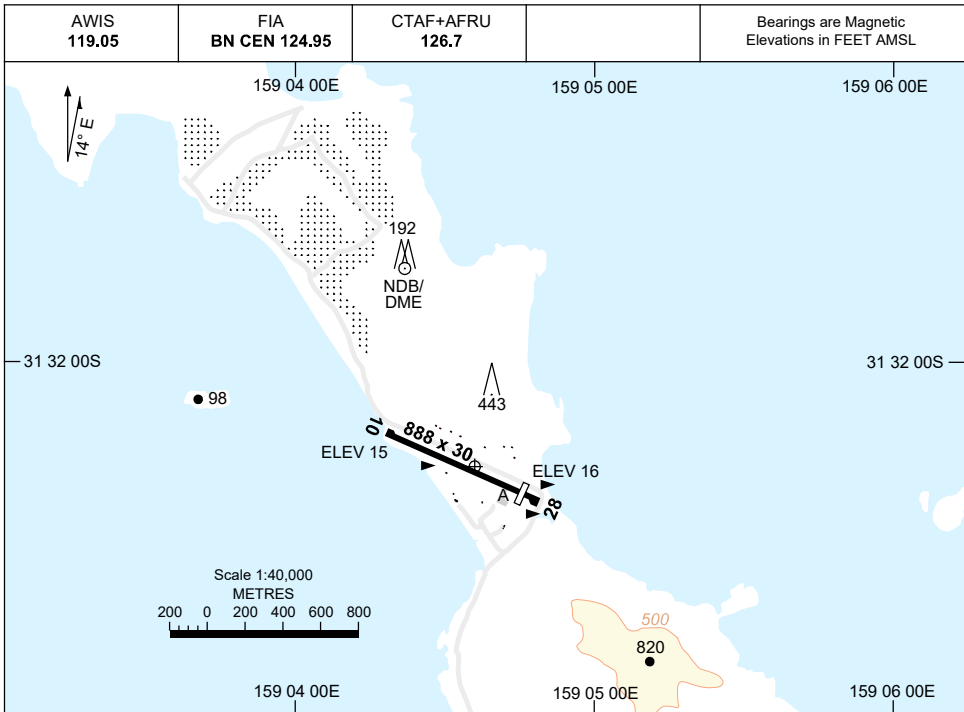 AWIS
119.05
FIA
BN CEN 124.95
CTAF+AFRU
126.7
Bearings are Magnetic
Elevations in FEET AMSL
159 04 00E
159 05 00E
159 06 00E
14° E
192
NDB/
DME
31 32 00S
31 32 00S
98
443
10
888 x 30
ELEV 15
ELEV 16
A
28
Scale 1:40,000
METRES
200 0 200 400 600 800
500
820
159 04 00E
159 05 00E
159 06 00E